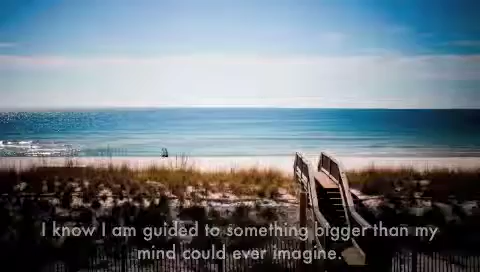 I know I am guided to something bigger than my
mind could ever imagine.